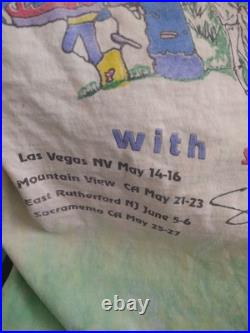 with
Las Vegas NV May 14-16
Mountain View CA May 21-23
East Rutherford NJ June 5-6
Sacramento CA May 25-27